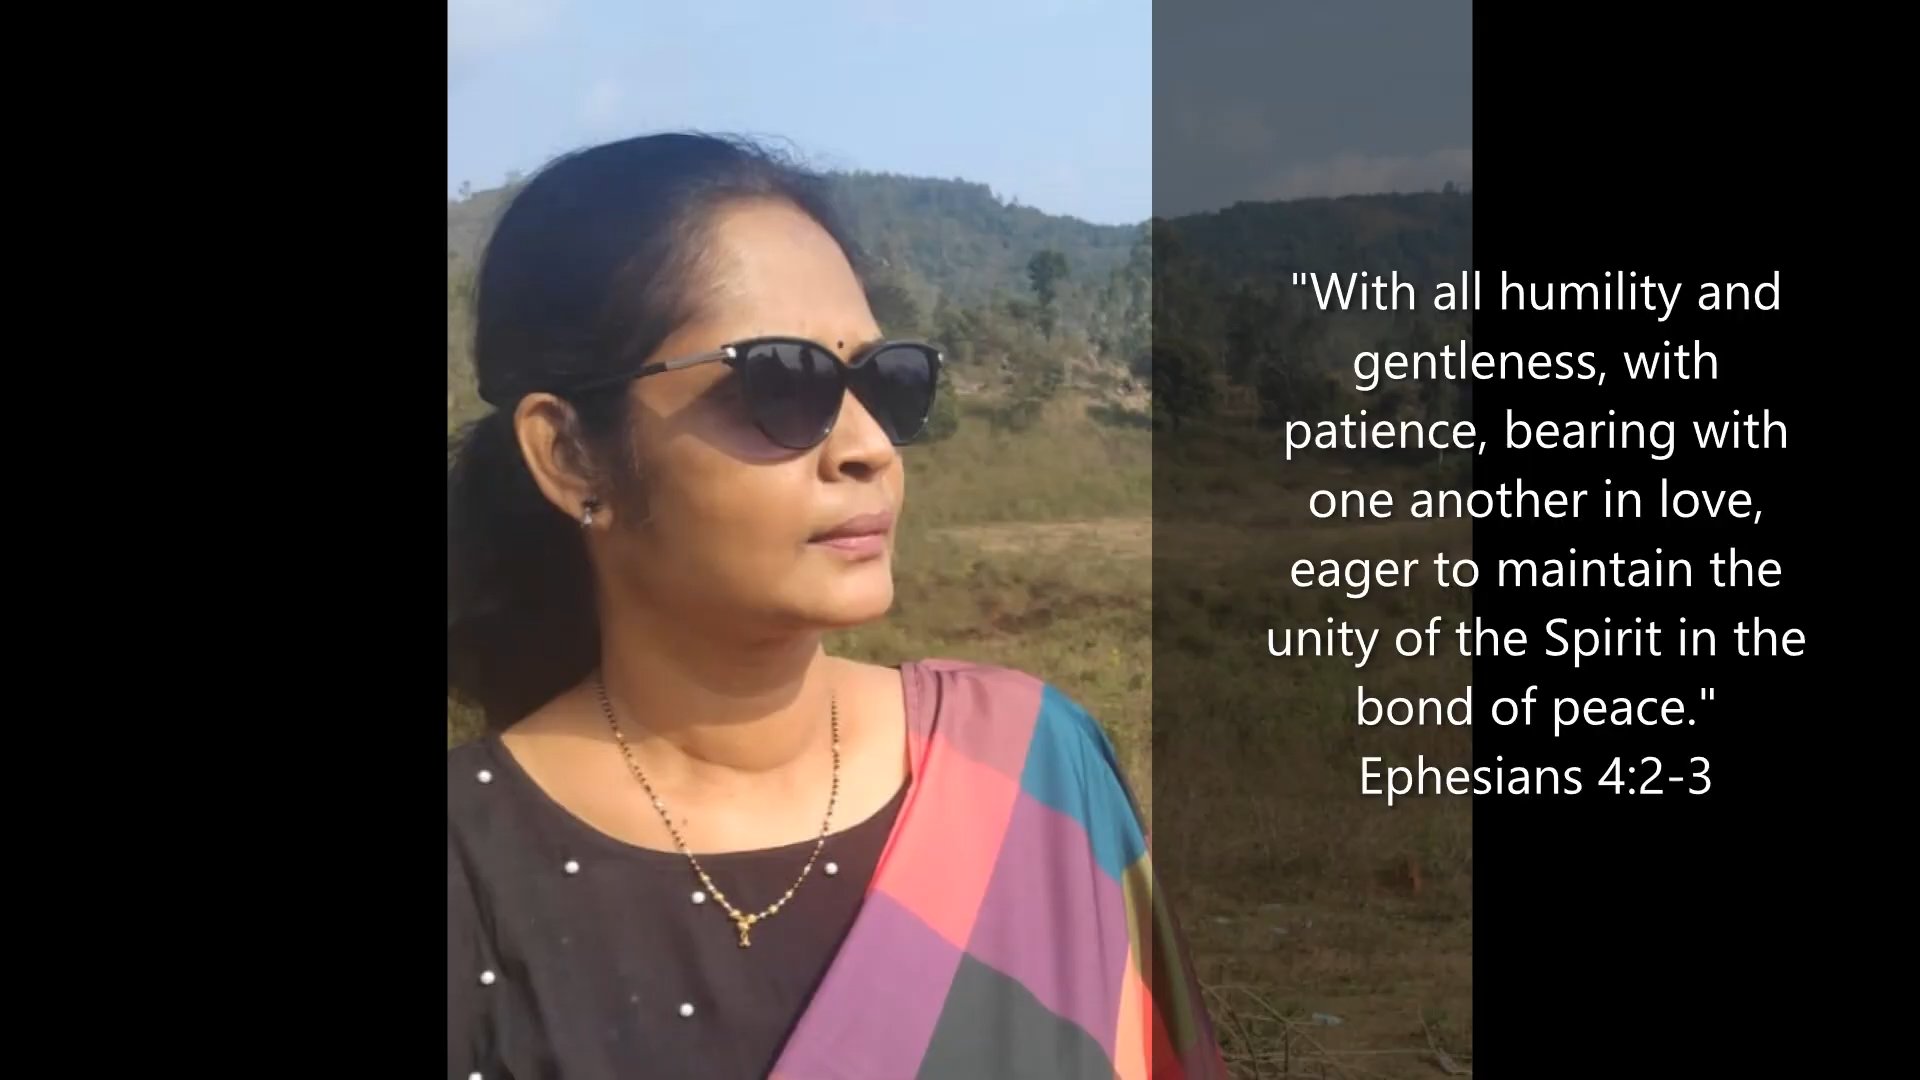 "With all humility and
gentleness, with
patience, bearing with
one another in love,
eager to maintain the
unity of the Spirit in the
bond of peace."
Ephesians 4:2-3